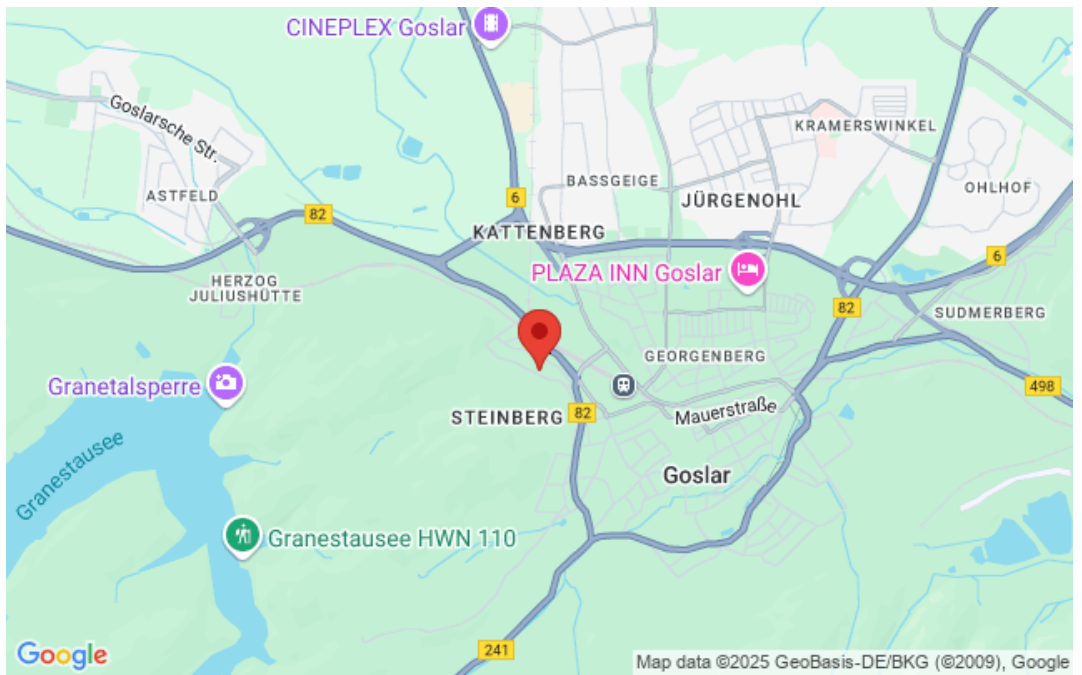 CINEPLEX Goslar
Goslarsche Str.
KRAMERSWINKEL
BASSGEIGE
OHLHOF
ASTFELD
6
JÜRGENOHL
82
KATTENBERG
6
PLAZA INN Goslar
HERZOG
JULIUSHÜTTE
82
SUDMERBERG
GEORGENBERG
Granetalsperre
498
Mauerstraße
STEINBERG
82
Granestausee
Goslar
Granestausee HWN 110
241
Google
Map data ©2025 GeoBasis-DE/BKG (©2009), Google